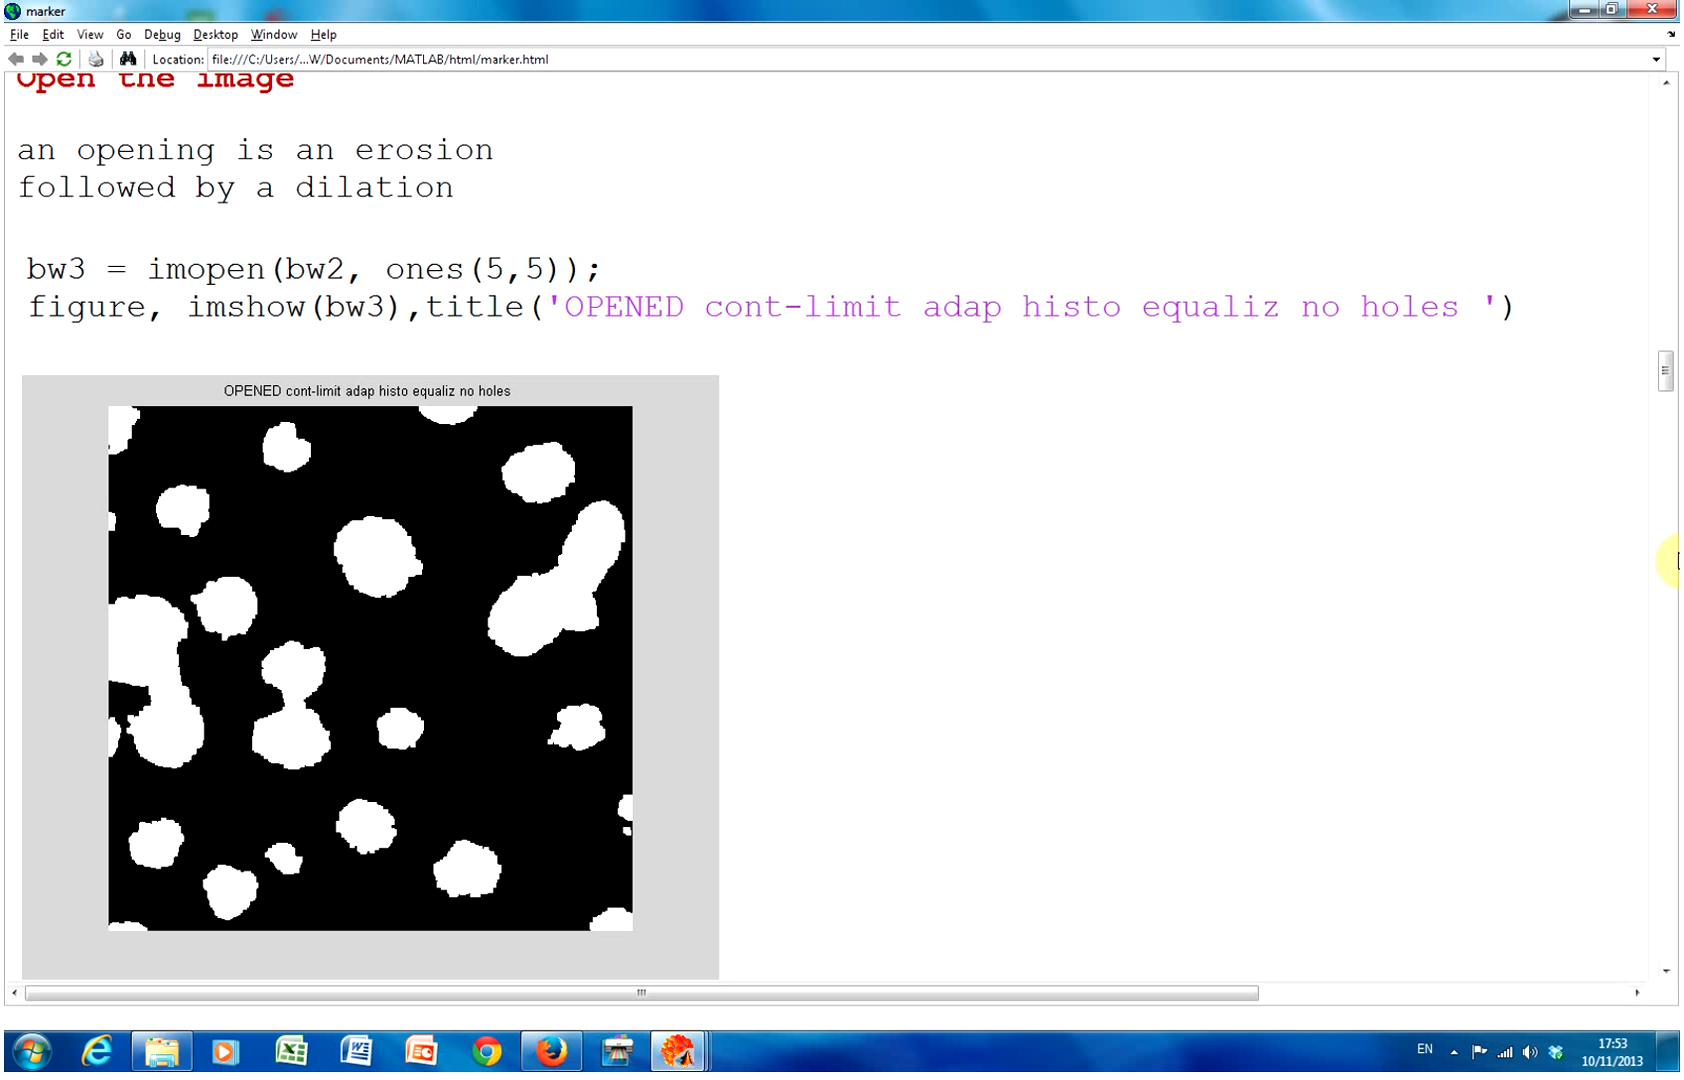 marker
File Edit View Go Debug Desktop Window Help
Location: file:///C:/Users/...W/Documents/MATLAB/html/marker.html
Open the image
an opening is an erosion
followed by a dilation
bw3 = imopen(bw2, ones(5,5));
figure, imshow(bw3),title('OPENED cont-limit adap histo equaliz no holes ')
OPENED cont-limit adap histo equaliz no holes
EN
17:53
10/11/2013